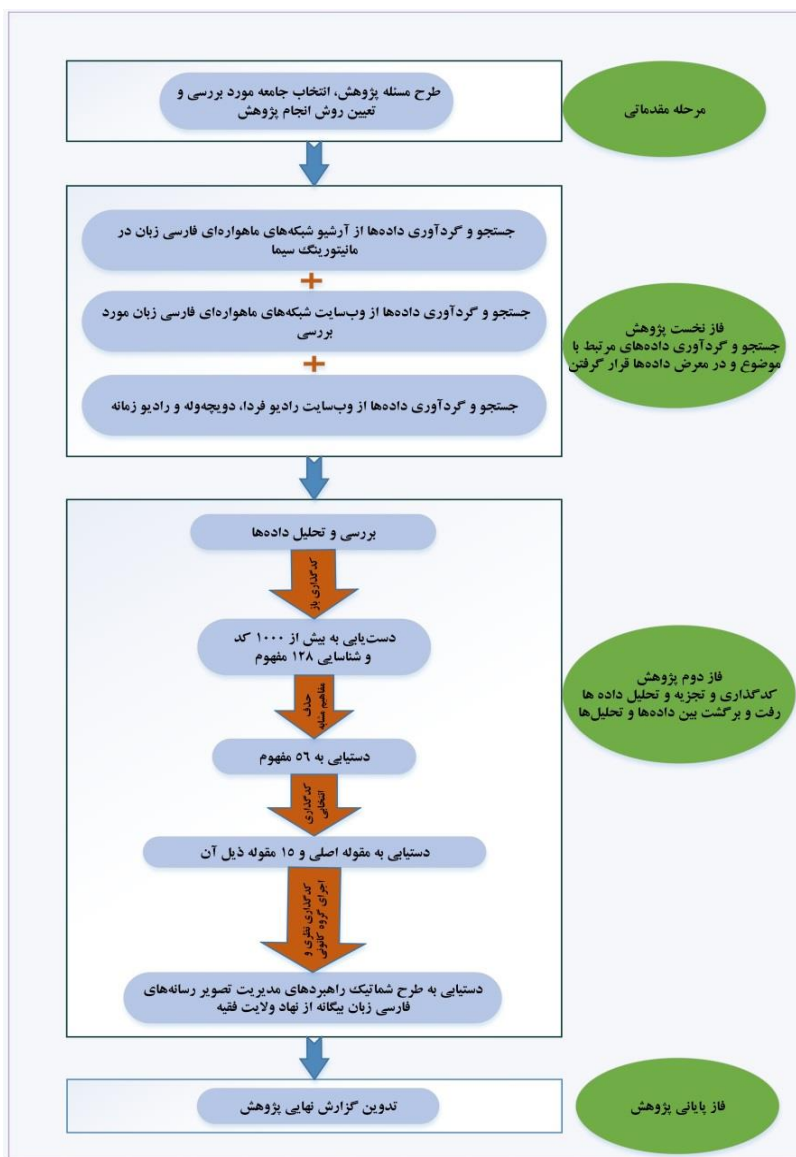 طرح مسئله پژوهش، انتخاب جامعه مورد بررسی و
تعیین روش انجام پژوهش
مرحله مقدماتی
جستجو و گردآوری داده‌ها از آرشیو شبکه‌های ماهواره‌ای فارسی زبان در
مانیتورینگ سیما
+
جستجو و گردآوری داده‌ها از وب‌سایت شبکه‌های ماهواره‌ای فارسی زبان مورد
بررسی
+
جستجو و گردآوری داده‌ها از وب‌سایت رادیو فردا، دویچه‌وله و رادیو زمانه
فاز نخست پژوهش
جستجو و گردآوری داده‌های مرتبط با
موضوع و در معرض داده‌ها قرار گرفتن
بررسی و تحلیل داده‌ها
کدگذاری باز
دست‌یابی به بیش از ۱۰۰۰ کد
و شناسایی ۱۲۸ مفهوم
حذف
مفاهیم مشابه
دستیابی به ۵۶ مفهوم
کدگذاری
انتخابی
دستیابی به مقوله اصلی و ۱۵ مقوله ذیل آن
کدگذاری نظری و
اجرای گروه کانونی
دستیابی به طرح شماتیک راهبردهای مدیریت تصویر رسانه‌های
فارسی زبان بیگانه از نهاد ولایت فقیه
فاز دوم پژوهش
کدگذاری و تجزیه و تحلیل داده ها
رفت و برگشت بین داده‌ها و تحلیل‌ها
تدوین گزارش نهایی پژوهش
فاز پایانی پژوهش